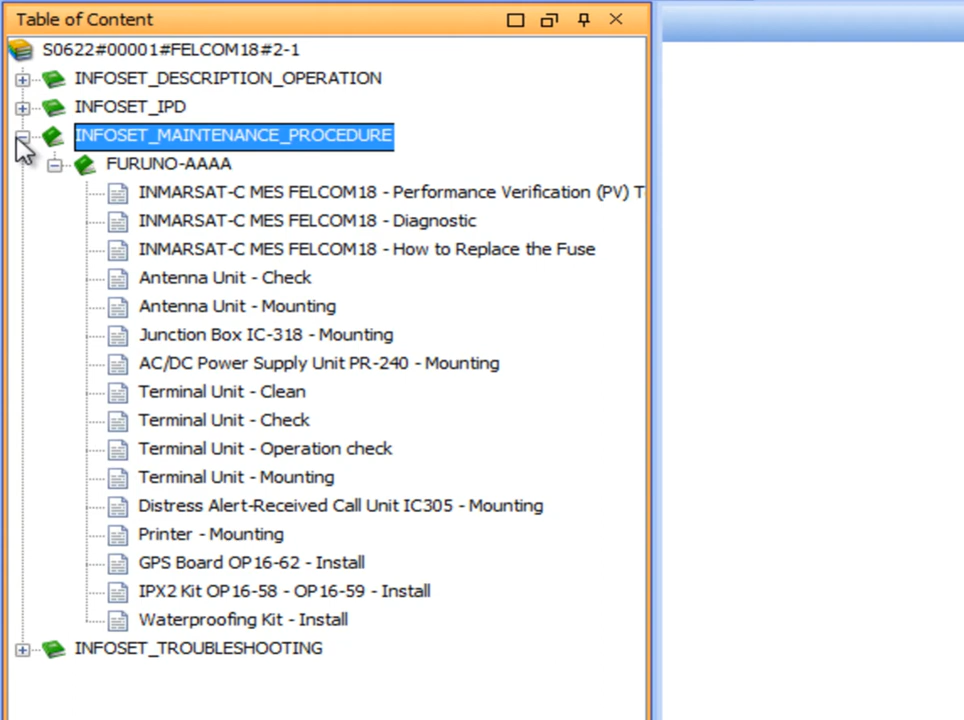 Table of Content
S0622#00001#FELCOM18#2-1
INFOSET_DESCRIPTION_OPERATION
INFOSET_IPD
INFOSET_MAINTENANCE_PROCEDURE
FURUNO-AAAA
INMARSAT-C MES FELCOM18 - Performance Verification (PV) T
INMARSAT-C MES FELCOM18 - Diagnostic
INMARSAT-C MES FELCOM18 - How to Replace the Fuse
Antenna Unit - Check
Antenna Unit - Mounting
Junction Box IC-318 - Mounting
AC/DC Power Supply Unit PR-240 - Mounting
Terminal Unit - Clean
Terminal Unit - Check
Terminal Unit - Operation check
Terminal Unit - Mounting
Distress Alert-Received Call Unit IC305 - Mounting
Printer - Mounting
GPS Board OP16-62 - Install
IPX2 Kit OP16-58 - OP16-59 - Install
Waterproofing Kit - Install
INFOSET_TROUBLESHOOTING